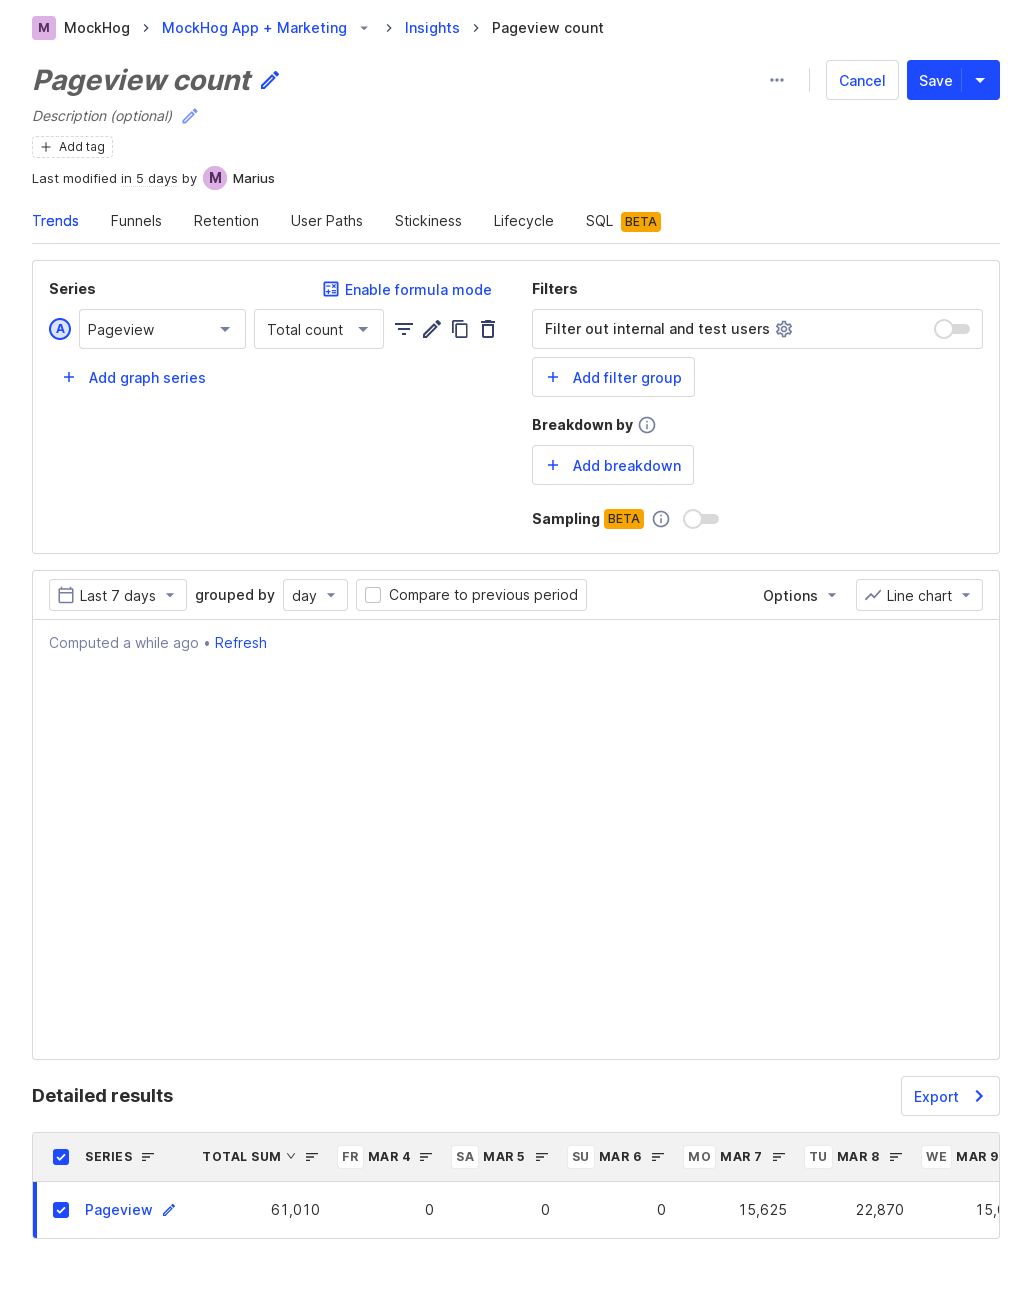 M MockHog MockHog App + Marketing Insights Pageview count
Pageview count
Cancel Save
Description (optional)
Add tag
Last modified in 5 days by M Marius
Trends Funnels Retention User Paths Stickiness Lifecycle SQL BETA
Series Enable formula mode
A Pageview Total count
Add graph series
Filters
Filter out internal and test users
Add filter group
Breakdown by
Add breakdown
Sampling BETA
Last 7 days grouped by day Compare to previous period Options Line chart
Computed a while ago • Refresh
Detailed results Export
SERIES TOTAL SUM FR MAR 4 SA MAR 5 SU MAR 6 MO MAR 7 TU MAR 8 WE MAR 9
Pageview 61,010 0 0 0 15,625 22,870